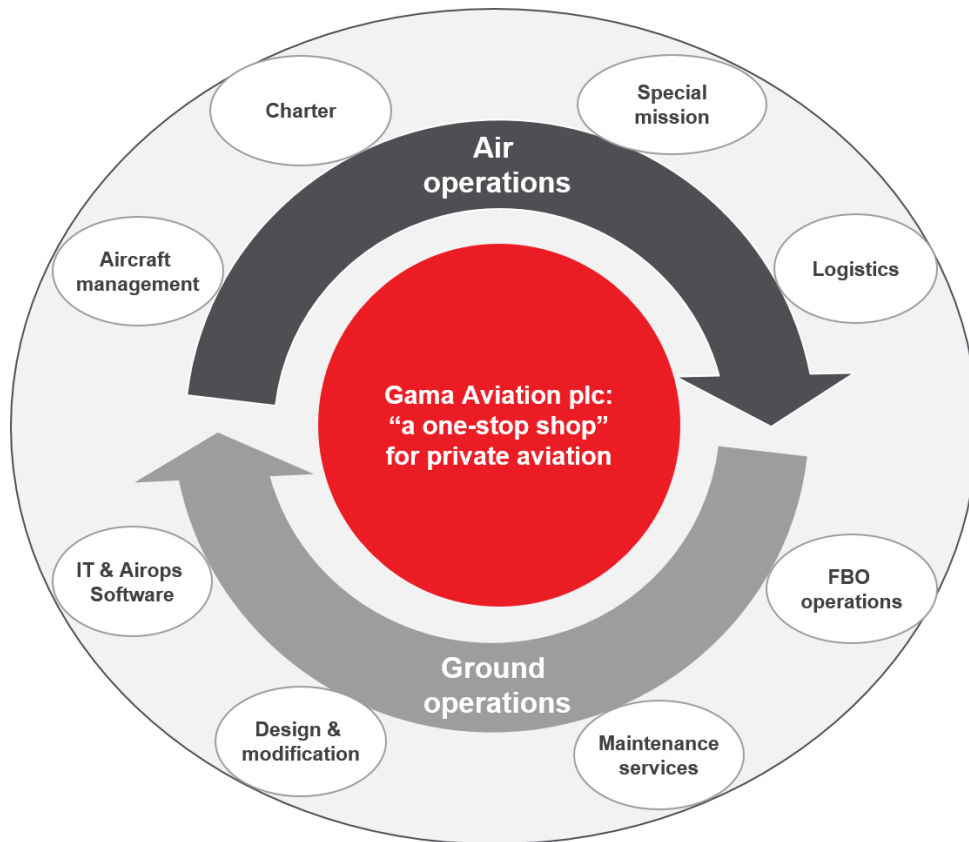 Charter
Special
mission
Air
operations
Aircraft
management
Logistics
Gama Aviation plc:
“a one-stop shop”
for private aviation
IT & Airops
Software
FBO
operations
Ground
operations
Design &
modification
Maintenance
services